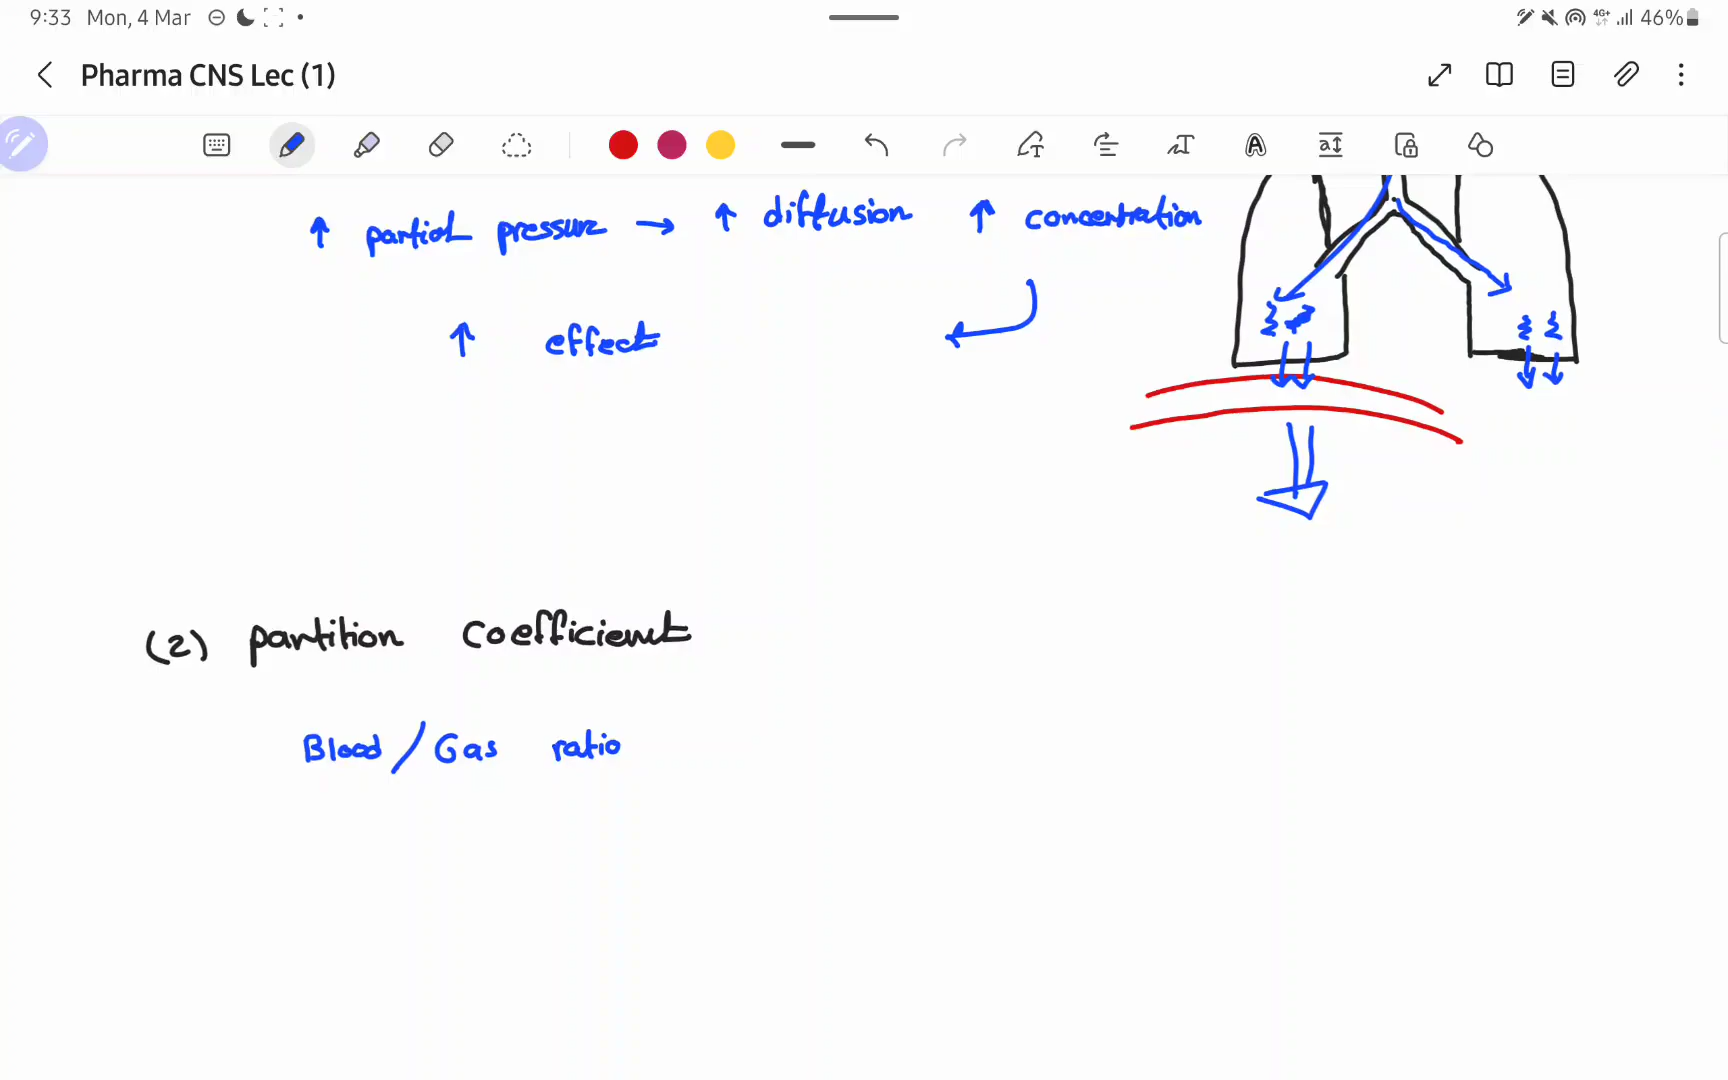 9:33 Mon, 4 Mar
4G+ 46%
Pharma CNS Lec (1)
↑ partial pressure → ↑ diffusion ↑ concentration
↑ effect
(2) partition coefficient
Blood/Gas ratio